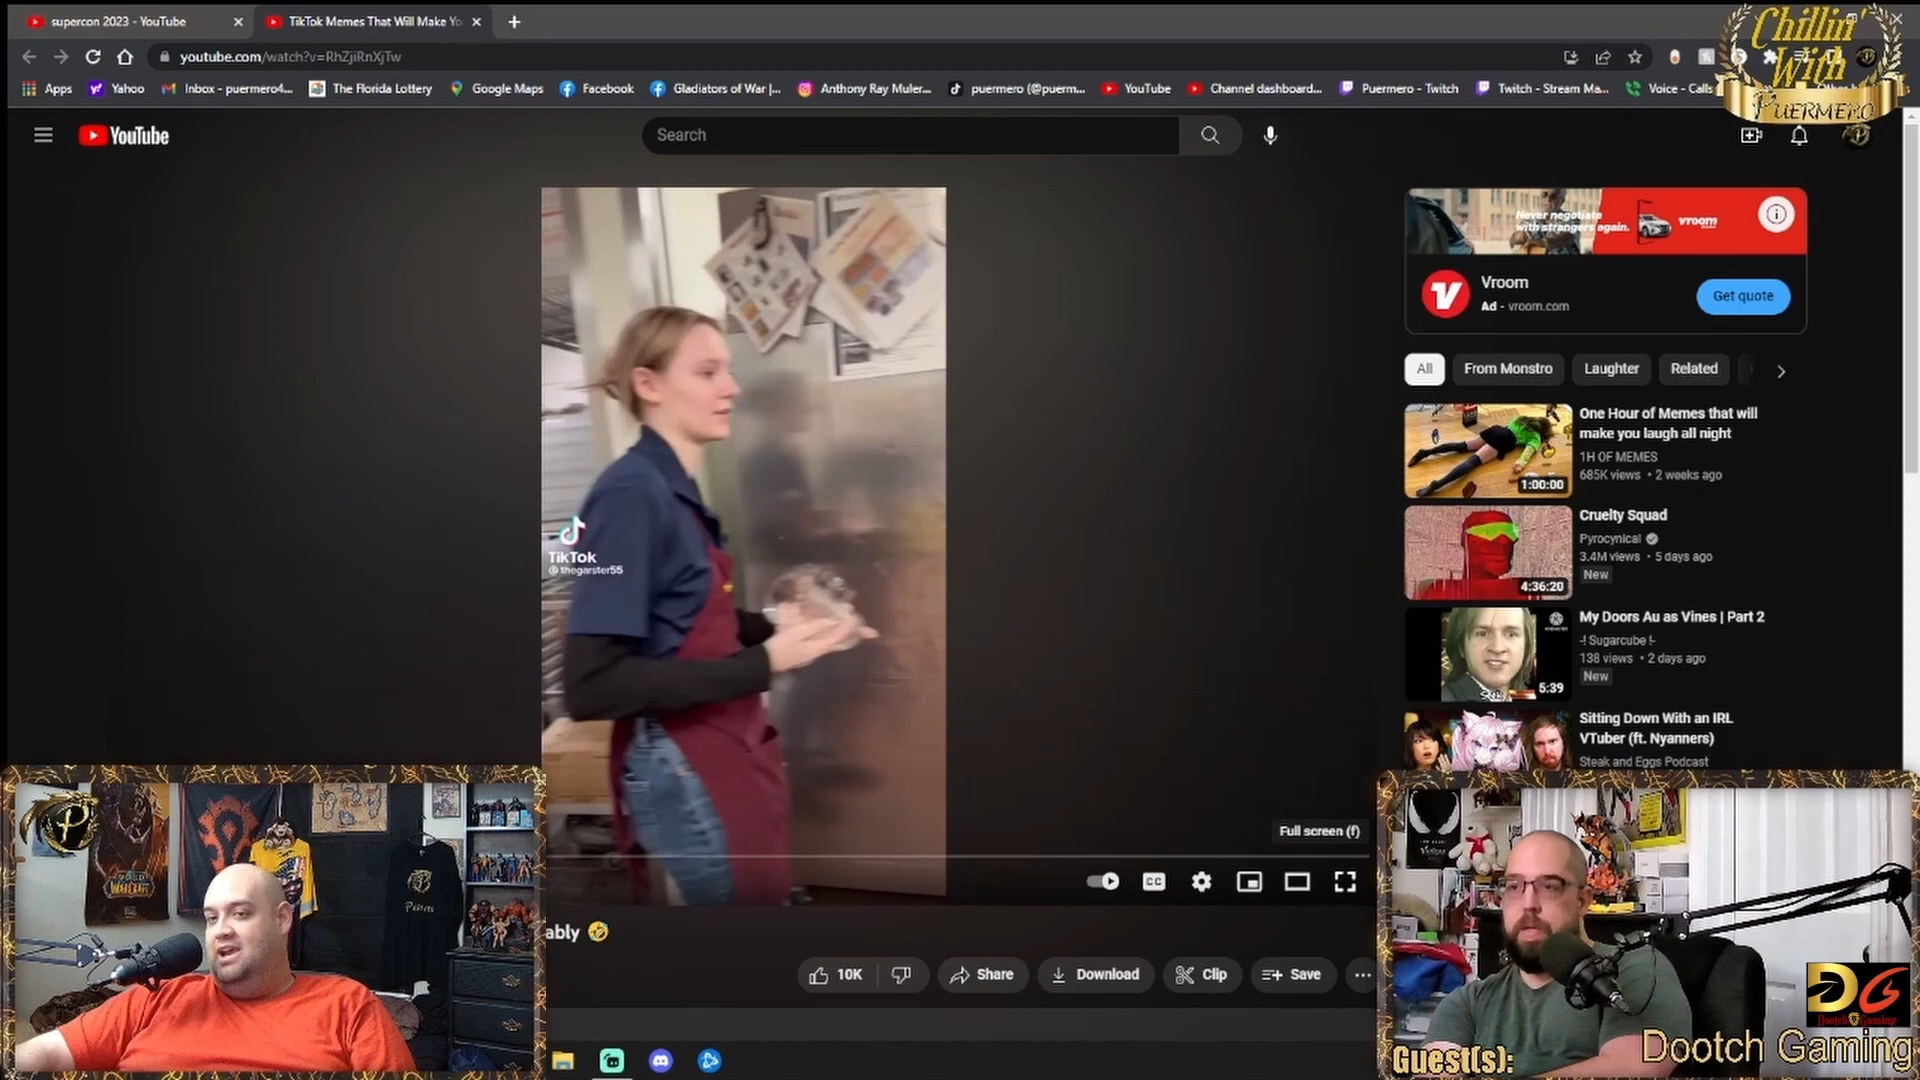 supercon 2023 - YouTube
TikTok Memes That Will Make Yo
youtube.com/watch?v=RhZjiRnXjTw
Apps
Yahoo
Inbox - puermero4...
The Florida Lottery
Google Maps
Facebook
Gladiators of War |...
Anthony Ray Muler...
puermero (@puerm...
YouTube
Channel dashboard...
Puermero - Twitch
Twitch - Stream Ma...
Voice - Calls
Chillin'
With
PUERMERO
YouTube
Search
Never negotiate
with strangers again.
vroom
Vroom
Ad - vroom.com
Get quote
All
From Monstro
Laughter
Related
One Hour of Memes that will
make you laugh all night
1H OF MEMES
685K views • 2 weeks ago
1:00:00
Cruelty Squad
Pyrocynical
3.4M views • 5 days ago
New
4:36:20
My Doors Au as Vines | Part 2
-! Sugarcube !-
138 views • 2 days ago
New
5:39
Sitting Down With an IRL
VTuber (ft. Nyanners)
Steak and Eggs Podcast
TikTok
@thegarster55
Full screen (f)
CC
ably 🤣
10K
Share
Download
Clip
Save
P
WARCRAFT
DG
Dootch Gaming
Guest(s):
Dootch Gaming